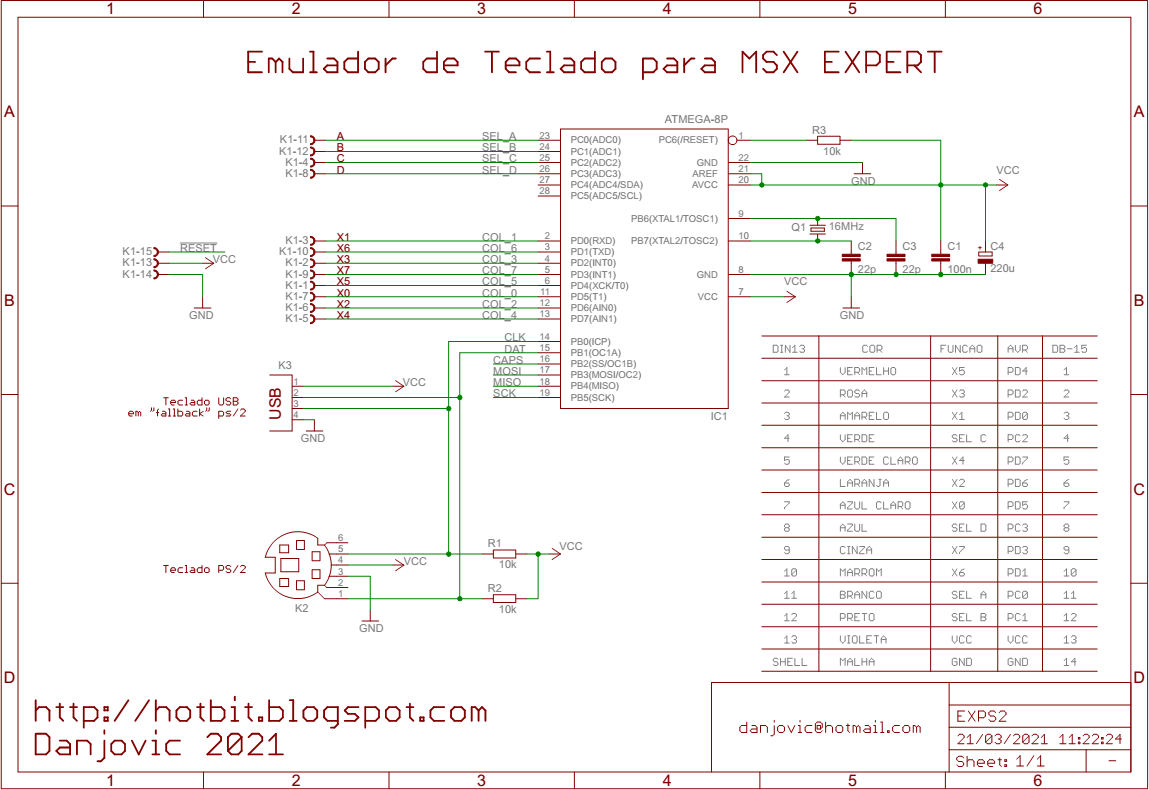 1 2 3 4 5 6
Emulador de Teclado para MSX EXPERT
A
A
ATMEGA-8P
K1-11 A SEL_A 23 PC0(ADC0)
K1-12 B SEL_B 24 PC1(ADC1)
K1-4 C SEL_C 25 PC2(ADC2)
K1-8 D SEL_D 26 PC3(ADC3)
27 PC4(ADC4/SDA)
28 PC5(ADC5/SCL)
PC6(/RESET) 1
R3
10k
GND 22
AREF 21
AVCC 20
GND
VCC
PB6(XTAL1/TOSC1) 9
PB7(XTAL2/TOSC2) 10
Q1 16MHz
C2
22p
C3
22p
C1
100n
+ C4
220u
GND 8
VCC 7
VCC
GND
K1-15 RESET
K1-13 VCC
K1-14
GND
K1-3 X1 COL_1 2 PD0(RXD)
K1-10 X6 COL_6 3 PD1(TXD)
K1-2 X3 COL_3 4 PD2(INT0)
K1-9 X7 COL_7 5 PD3(INT1)
K1-1 X5 COL_5 6 PD4(XCK/T0)
K1-7 X0 COL_0 11 PD5(T1)
K1-6 X2 COL_2 12 PD6(AIN0)
K1-5 X4 COL_4 13 PD7(AIN1)
CLK 14 PB0(ICP)
DAT 15 PB1(OC1A)
CAPS 16 PB2(SS/OC1B)
MOSI 17 PB3(MOSI/OC2)
MISO 18 PB4(MISO)
SCK 19 PB5(SCK)
IC1
B
B
K3
USB
1
2
3
4
VCC
GND
Teclado USB
em "fallback" ps/2
C
C
Teclado PS/2
K2
6
5
4
3
2
1
VCC
GND
R1
10k
R2
10k
VCC
DIN13 COR FUNCAO AVR DB-15
1 VERMELHO X5 PD4 1
2 ROSA X3 PD2 2
3 AMARELO X1 PD0 3
4 VERDE SEL C PC2 4
5 VERDE CLARO X4 PD7 5
6 LARANJA X2 PD6 6
7 AZUL CLARO X0 PD5 7
8 AZUL SEL D PC3 8
9 CINZA X7 PD3 9
10 MARROM X6 PD1 10
11 BRANCO SEL A PC0 11
12 PRETO SEL B PC1 12
13 VIOLETA VCC VCC 13
SHELL MALHA GND GND 14
D
D
http://hotbit.blogspot.com
Danjovic 2021
danjovic@hotmail.com
EXPS2
21/03/2021 11:22:24
Sheet: 1/1 -
1 2 3 4 5 6